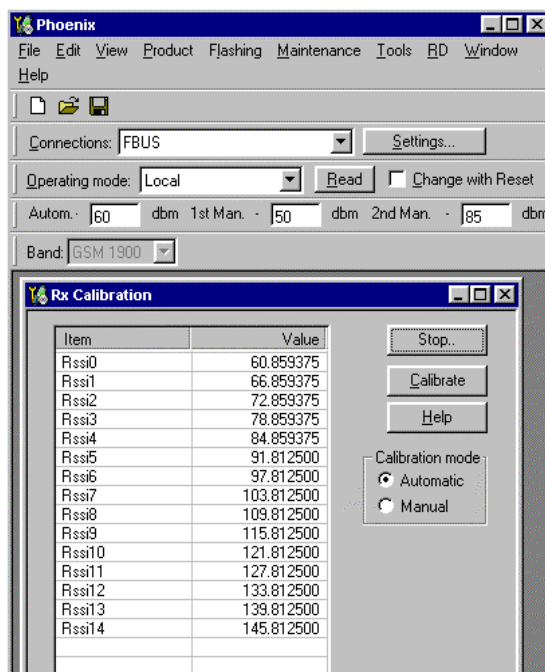 Phoenix
File Edit View Product Flashing Maintenance Tools RD Window
Help
Connections: FBUS Settings...
Operating mode: Local Read Change with Reset
Autom. - 60 dbm 1st Man. - 50 dbm 2nd Man. - 85 dbm
Band: GSM 1900
Rx Calibration
Item Value
Rssi0 60.859375
Rssi1 66.859375
Rssi2 72.859375
Rssi3 78.859375
Rssi4 84.859375
Rssi5 91.812500
Rssi6 97.812500
Rssi7 103.812500
Rssi8 109.812500
Rssi9 115.812500
Rssi10 121.812500
Rssi11 127.812500
Rssi12 133.812500
Rssi13 139.812500
Rssi14 145.812500
Stop..
Calibrate
Help
Calibration mode
Automatic
Manual